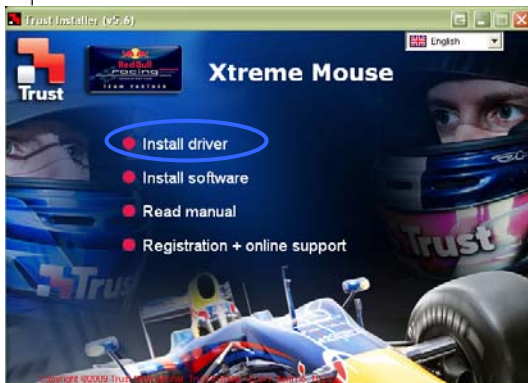 Trust Installer (v5.6)
English
Trust
Red Bull
racing
TEAM PARTNER
Xtreme Mouse
Install driver
Install software
Read manual
Registration + online support
Trust
Trust